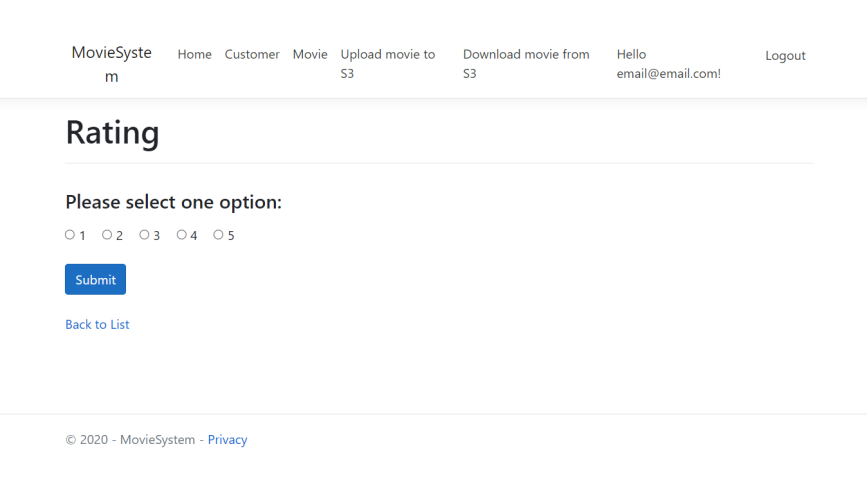 MovieSyste
m
Home Customer Movie Upload movie to
S3
Download movie from
S3
Hello
email@email.com!
Logout
Rating
Please select one option:
1 2 3 4 5
Submit
Back to List
© 2020 - MovieSystem - Privacy